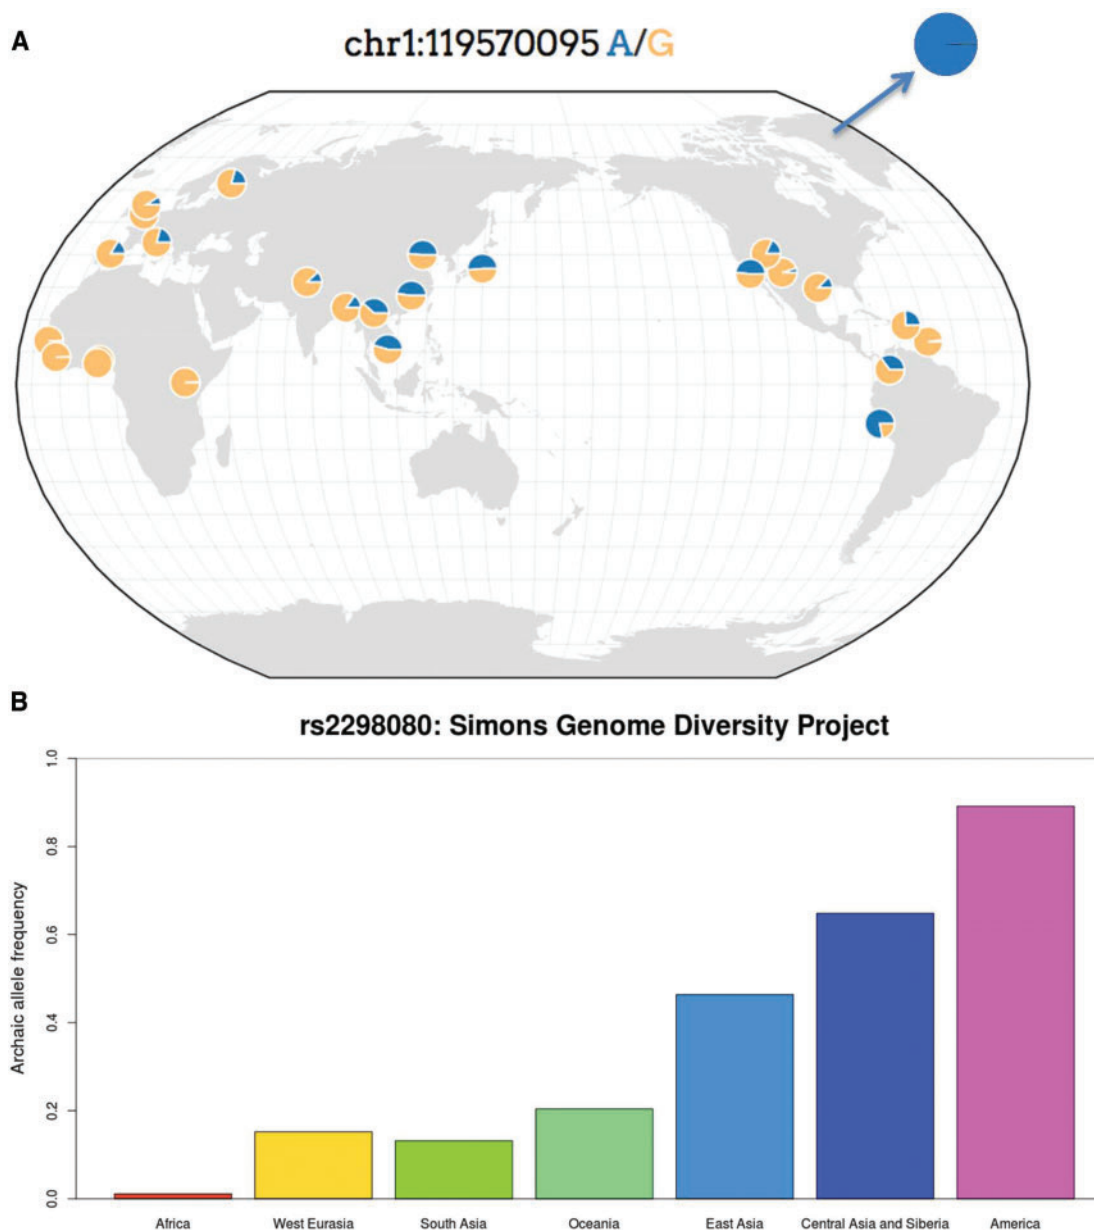 A
chr1:119570095 A/G
B
rs2298080: Simons Genome Diversity Project
Archaic allele frequency
1.0
0.8
0.6
0.4
0.2
0.0
Africa
West Eurasia
South Asia
Oceania
East Asia
Central Asia and Siberia
America